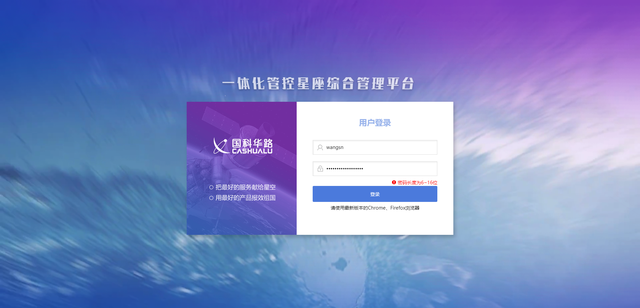 一体化管控星座综合管理平台
国科华路
CASHUALU
把最好的服务献给星空
用最好的产品报效祖国
用户登录
wangxn
密码长度为6~16位
登录
请使用最新版本的Chrome、Firefox浏览器